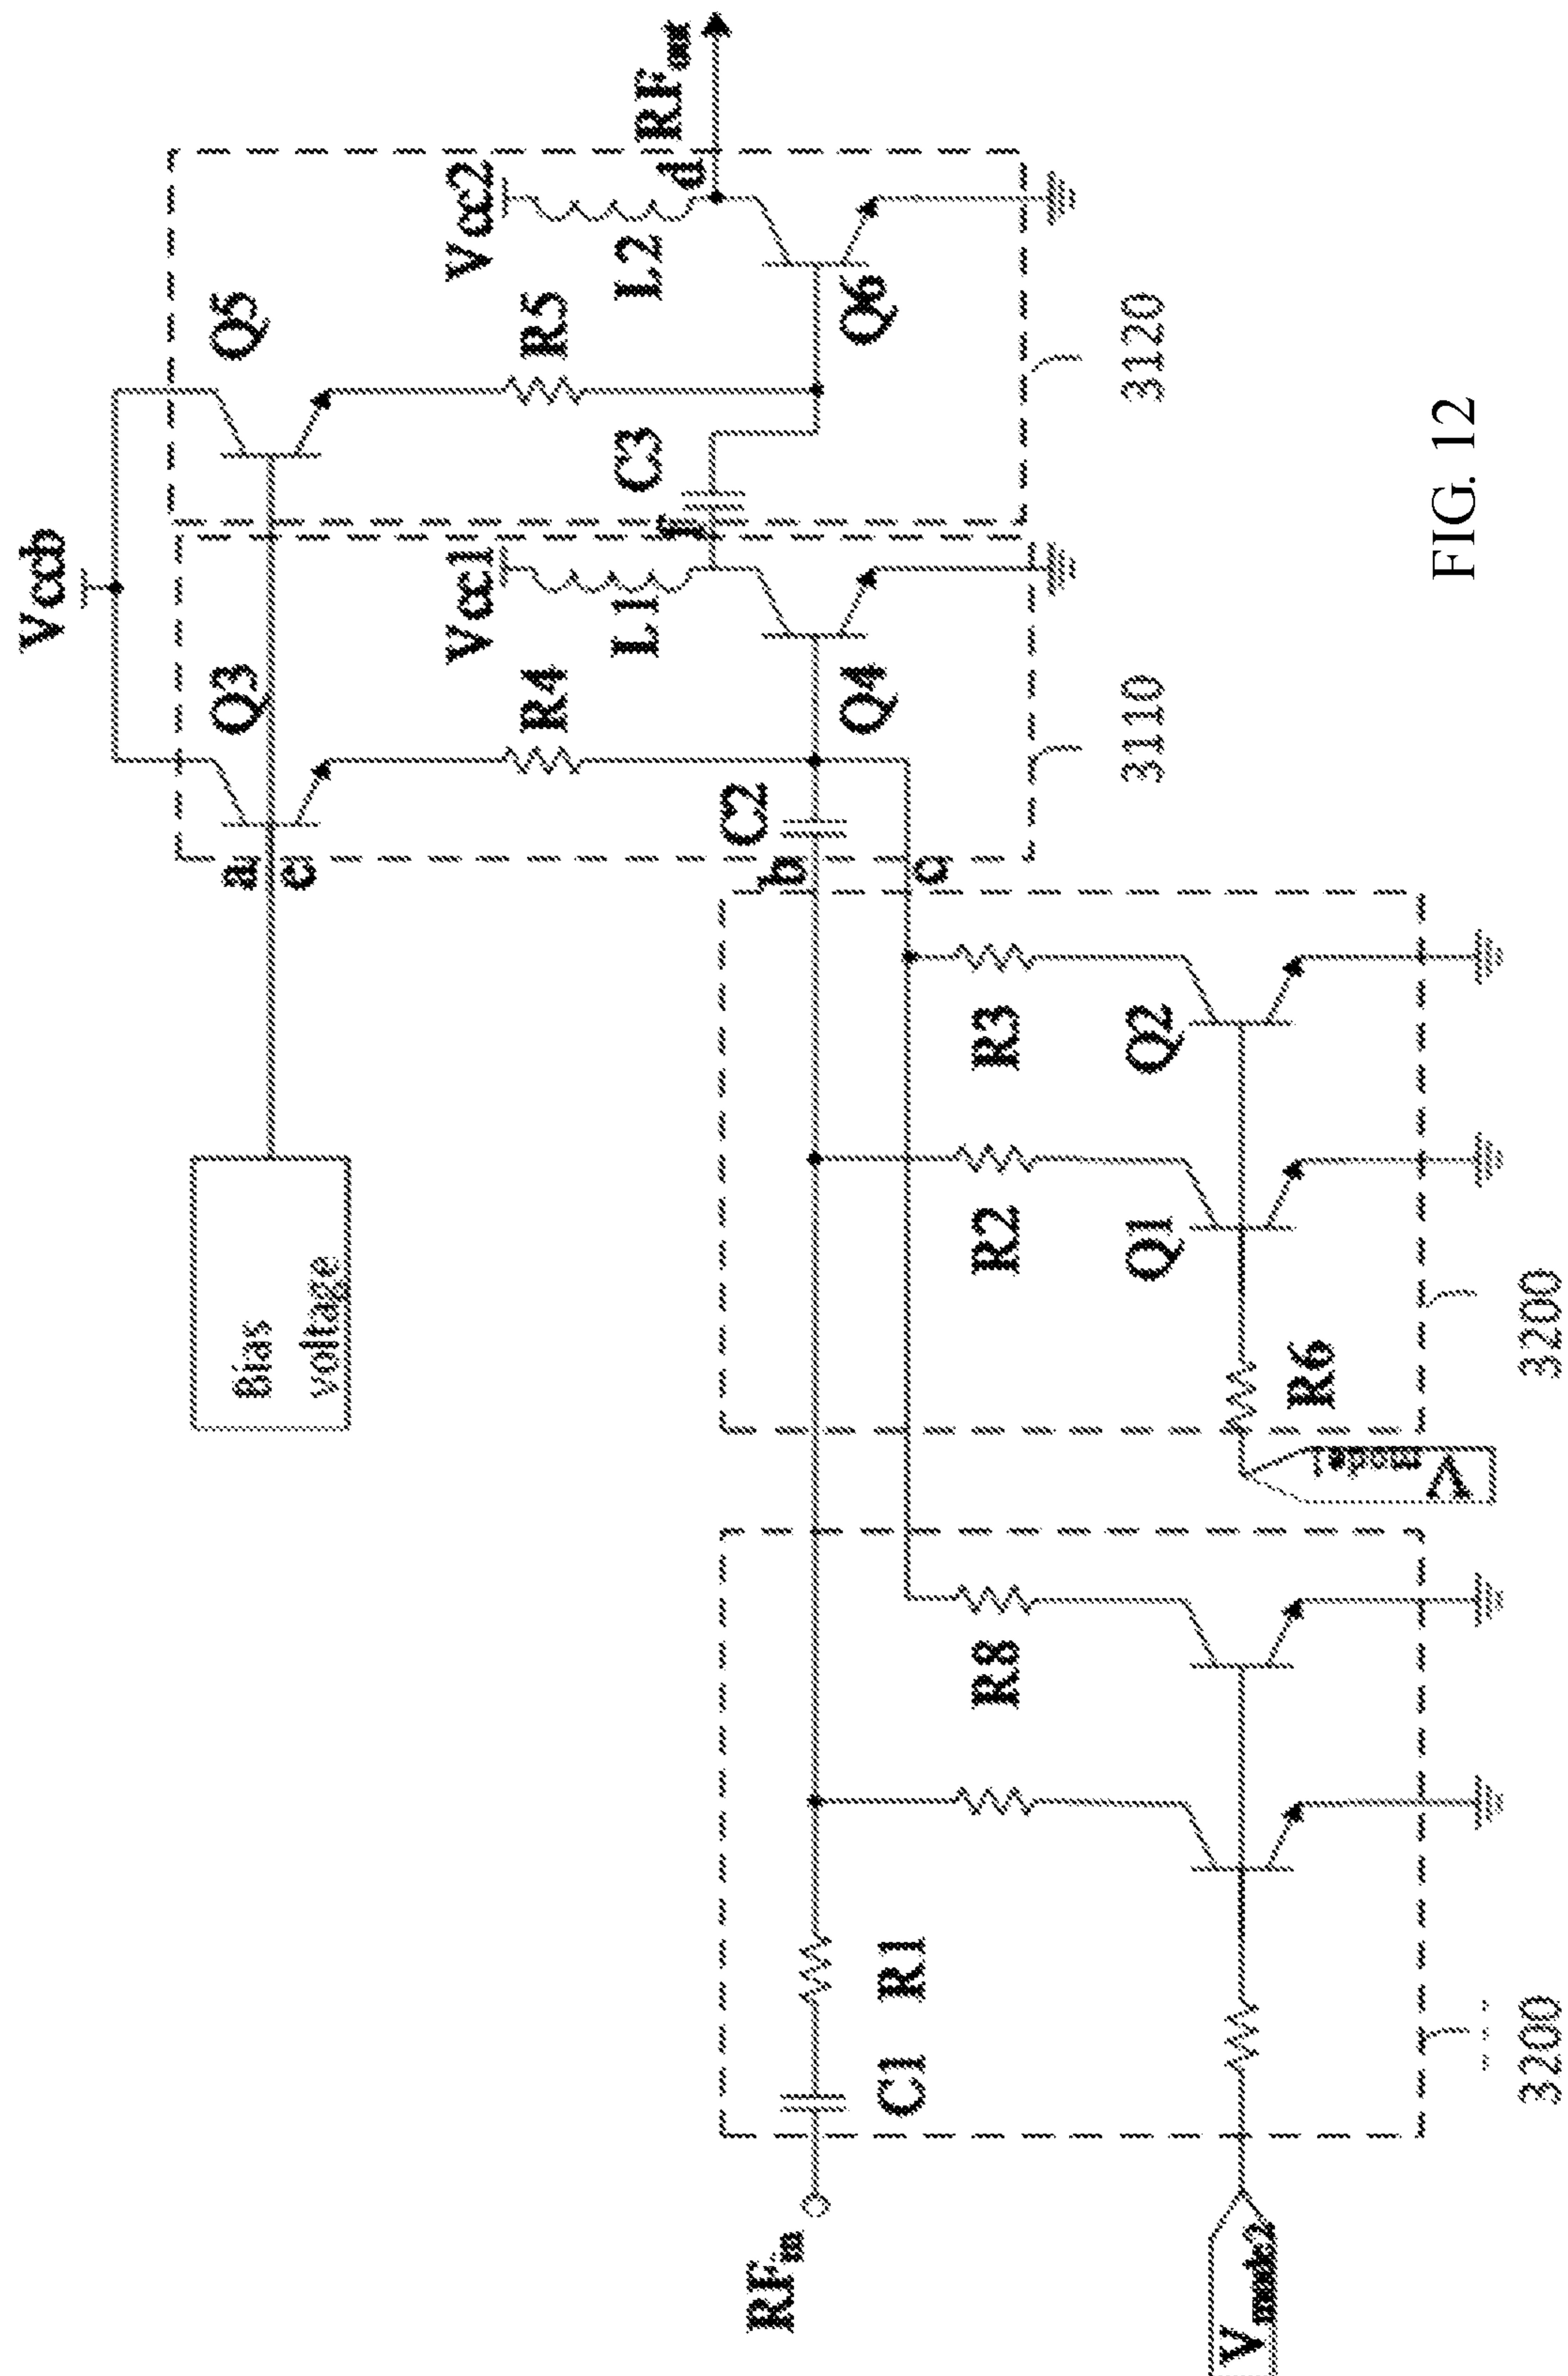 Vccb
Q3
Q5
Bias
voltage
a
e
R4
R5
Vcc1
Vcc2
L1
L2
C3
f
d
RFout
C2
b
c
Q4
Q6
3110
3120
RFin
C1
R1
R8
R2
R3
Q1
Q2
R6
Vmode1
Vmode2
3200
3200
FIG. 12